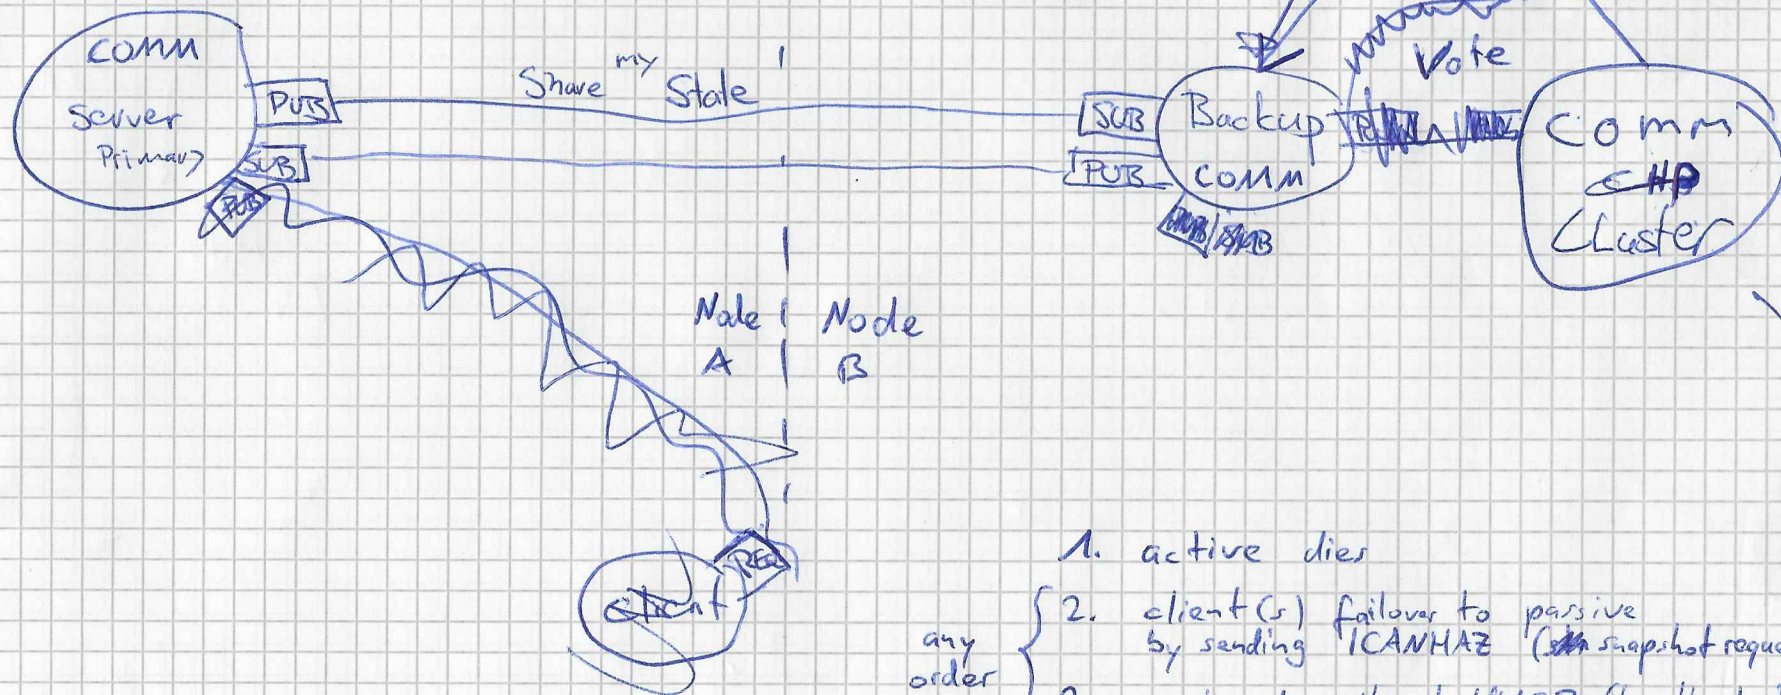 COMM
Server
Primary
PUB
SUB
PUB
Share my State
SUB
PUB
Backup
COMM
Vote
Comm
CLuster
Node
A
Node
B
REQ
client
1. active dies
any
order
2. client(s) failover to passive
by sending ICANHAZ (snapshot reque